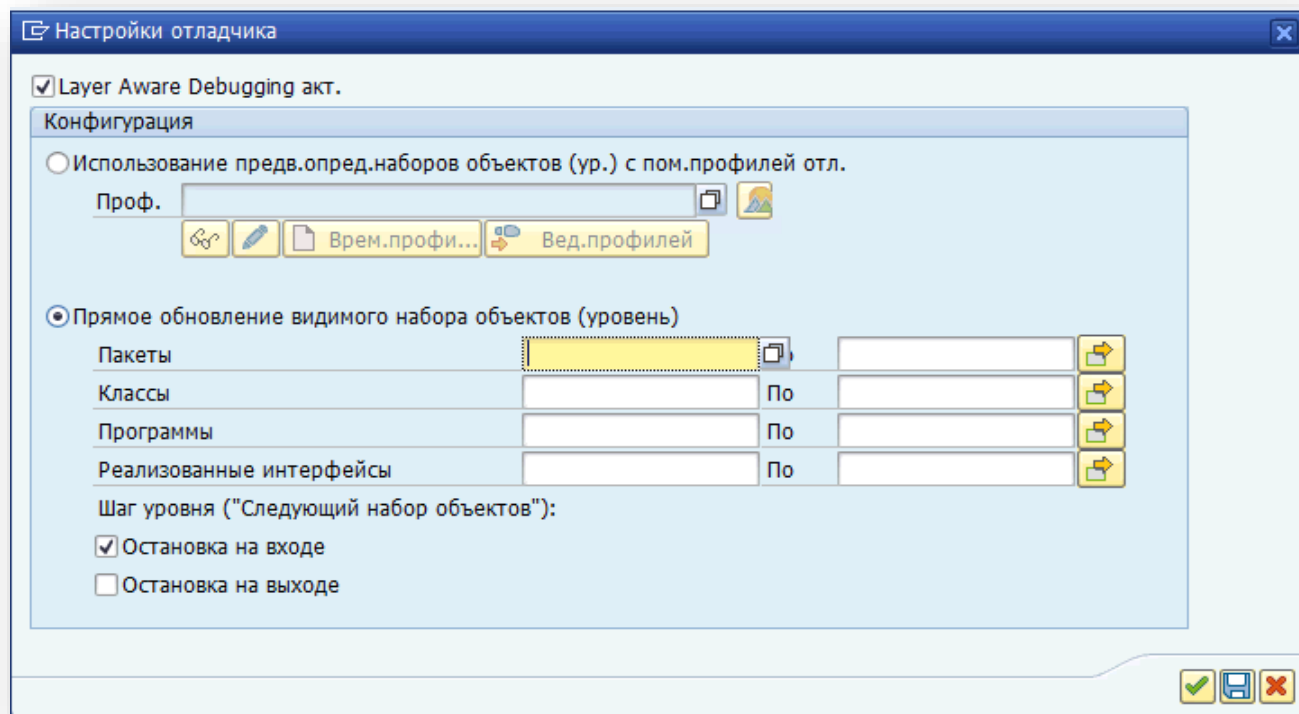 Настройки отладчика
Layer Aware Debugging акт.
Конфигурация
Использование предв.опред.наборов объектов (ур.) с пом.профилей отл.
Проф.
Врем.профи... Вед.профилей
Прямое обновление видимого набора объектов (уровень)
Пакеты
Классы По
Программы По
Реализованные интерфейсы По
Шаг уровня ("Следующий набор объектов"):
Остановка на входе
Остановка на выходе